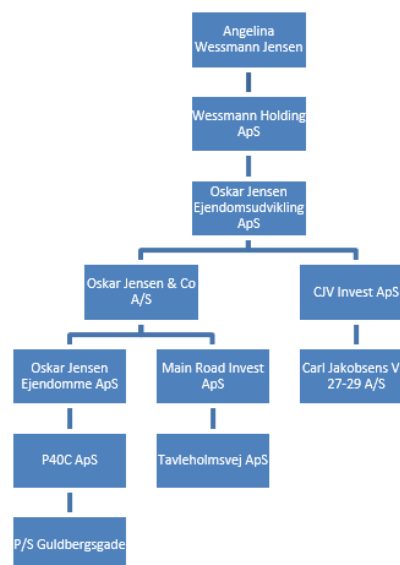 Angelina
Wessmann Jensen
Wessmann Holding
ApS
Oskar Jensen
Ejendomsudvikling
ApS
Oskar Jensen & Co
A/S
CJV Invest ApS
Oskar Jensen
Ejendomme ApS
Main Road Invest
ApS
Carl Jakobsens V
27-29 A/S
P40C ApS
Tavleholmsvej ApS
P/S Guldbergsgade